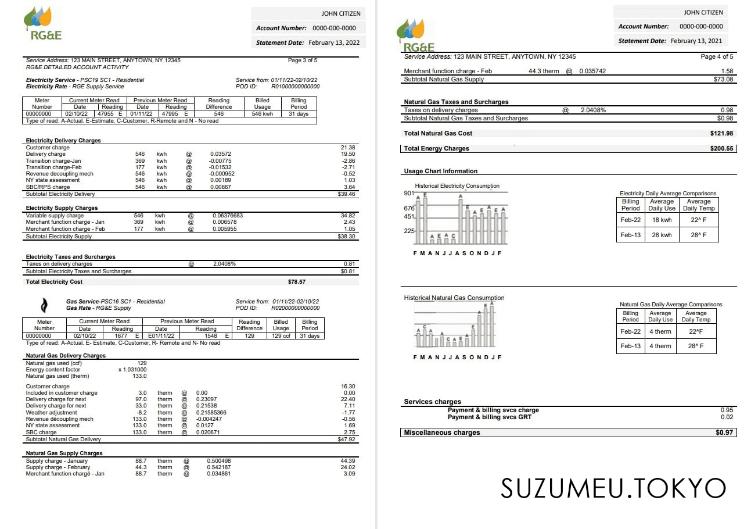 JOHN CITIZEN
Account Number: 0000-000-0000
Statement Date: February 13, 2022
RG&E
Service Address: 123 MAIN STREET, ANYTOWN, NY 12345 Page 3 of 5
RG&E DETAILED ACCOUNT ACTIVITY
Electricity Service - PSC19 SC1 - Residential Service from: 01/11/22-02/10/22
Electricity Rate - RGE Supply Service POD ID: R01000000000000
Meter Current Meter Read Previous Meter Read Reading Billed Billing
Number Date Reading Date Reading Difference Usage Period
00000000 02/10/22 47955 E 01/11/22 47995 E 546 546 kwh 31 days
Type of read: A-Actual, E-Estimate, C-Customer, R-Remote and N - No read
Electricity Delivery Charges
Customer charge 21.38
Delivery charge 546 kwh @ 0.03572 19.50
Transition charge-Jan 369 kwh @ -0.00775 -2.86
Transition charge-Feb 177 kwh @ -0.01532 -2.71
Revenue decoupling mech 546 kwh @ -0.000952 -0.52
NY state assessment 546 kwh @ 0.00189 1.03
SBC/RPS charge 546 kwh @ 0.00667 3.64
Subtotal Electricity Delivery $39.46
Electricity Supply Charges
Variable supply charge 546 kwh @ 0.06376663 34.82
Merchant function charge - Jan 369 kwh @ 0.006578 2.43
Merchant function charge - Feb 177 kwh @ 0.005955 1.05
Subtotal Electricity Supply $38.30
Electricity Taxes and Surcharges
Taxes on delivery charges @ 2.0408% 0.81
Subtotal Electricity Taxes and Surcharges $0.81
Total Electricity Cost $78.57
Gas Service-PSC16 SC1 - Residential Service from: 01/11/22-02/10/22
Gas Rate - RG&E Supply POD ID: R01000000000000
Meter Current Meter Read Previous Meter Read Reading Billed Billing
Number Date Reading Date Reading Difference Usage Period
00000000 02/10/22 1677 E E01/11/22 1548 E 129 129 ccf 31 days
Type of read: A-Actual, E- Estimate, C-Customer, R- Remote and N- No read
Natural Gas Delivery Charges
Natural gas used (ccf) 129
Energy content factor x 1.031000
Natural gas used (therm) 133.0
Customer charge 16.30
Included in customer charge 3.0 therm @ 0.00 0.00
Delivery charge for next 97.0 therm @ 0.23097 22.40
Delivery charge for next 33.0 therm @ 0.21538 7.11
Weather adjustment -8.2 therm @ 0.21585366 -1.77
Revenue decoupling mech 133.0 therm @ -0.004247 -0.56
NY state assessment 133.0 therm @ 0.0127 1.69
SBC charge 133.0 therm @ 0.020671 2.75
Subtotal Natural Gas Delivery $47.92
Natural Gas Supply Charges
Supply charge - January 88.7 therm @ 0.500498 44.39
Supply charge - February 44.3 therm @ 0.542187 24.02
Merchant function charge - Jan 88.7 therm @ 0.034881 3.09
JOHN CITIZEN
Account Number: 0000-000-0000
Statement Date: February 13, 2021
RG&E
Service Address: 123 MAIN STREET, ANYTOWN, NY 12345 Page 4 of 5
Merchant function charge - Feb 44.3 therm @ 0.035742 1.58
Subtotal Natural Gas Supply $73.08
Natural Gas Taxes and Surcharges
Taxes on delivery charges @ 2.0408% 0.98
Subtotal Natural Gas Taxes and Surcharges $0.98
Total Natural Gas Cost $121.98
Total Energy Charges $200.55
Usage Chart Information
Historical Electricity Consumption
901
676
451
225
F M A M J J A S O N D J F
Electricity Daily Average Comparisons
Billing Period Average Daily Use Average Daily Temp
Feb-22 18 kwh 22° F
Feb-13 28 kwh 28° F
Historical Natural Gas Consumption
F M A M J J A S O N D J F
Natural Gas Daily Average Comparisons
Billing Period Average Daily Use Average Daily Temp
Feb-22 4 therm 22°F
Feb-13 4 therm 28° F
Services charges
Payment & billing svcs charge 0.95
Payment & billing svcs GRT 0.02
Miscellaneous charges $0.97
SUZUMEU.TOKYO